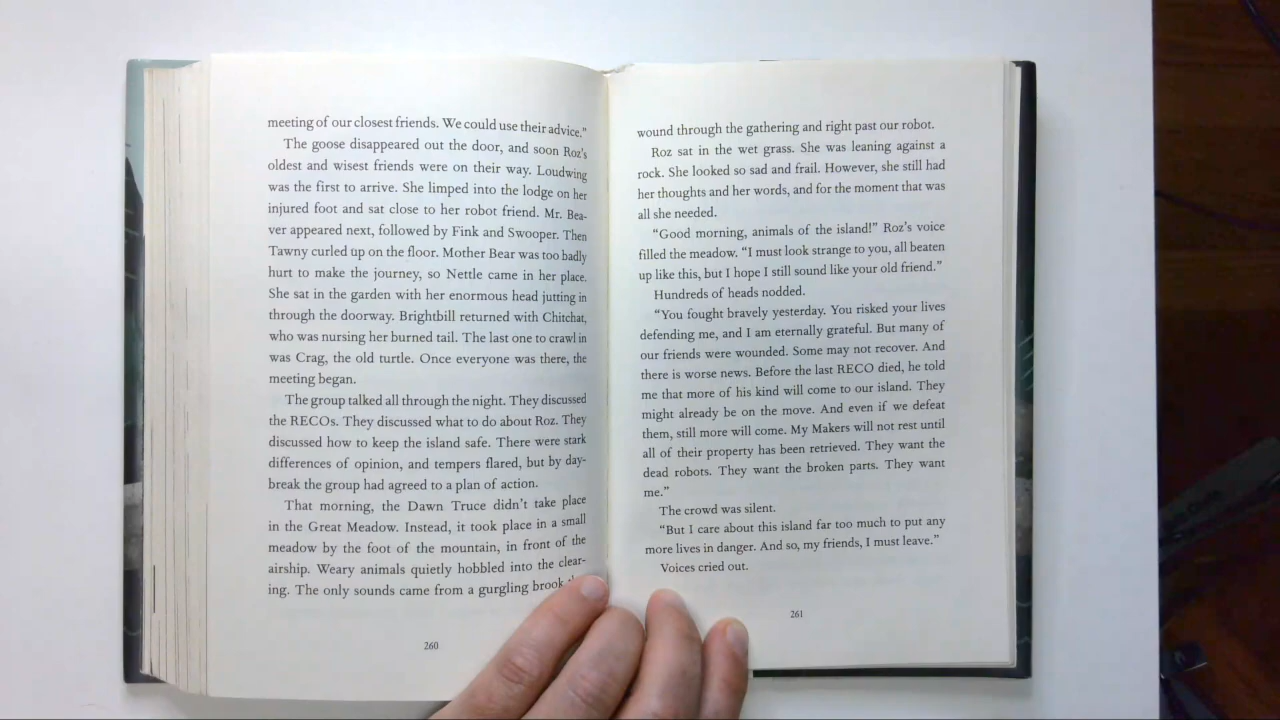 meeting of our closest friends. We could use their advice."
The goose disappeared out the door, and soon Roz's
oldest and wisest friends were on their way. Loudwing
was the first to arrive. She limped into the lodge on her
injured foot and sat close to her robot friend. Mr. Bea-
ver appeared next, followed by Fink and Swooper. Then
Tawny curled up on the floor. Mother Bear was too badly
hurt to make the journey, so Nettle came in her place.
She sat in the garden with her enormous head jutting in
through the doorway. Brightbill returned with Chitchat,
who was nursing her burned tail. The last one to crawl in
was Crag, the old turtle. Once everyone was there, the
meeting began.
The group talked all through the night. They discussed
the RECOs. They discussed what to do about Roz. They
discussed how to keep the island safe. There were stark
differences of opinion, and tempers flared, but by day-
break the group had agreed to a plan of action.
That morning, the Dawn Truce didn't take place
in the Great Meadow. Instead, it took place in a small
meadow by the foot of the mountain, in front of the
airship. Weary animals quietly hobbled into the clear-
ing. The only sounds came from a gurgling brook
260
wound through the gathering and right past our robot.
Roz sat in the wet grass. She was leaning against a
rock. She looked so sad and frail. However, she still had
her thoughts and her words, and for the moment that was
all she needed.
"Good morning, animals of the island!" Roz's voice
filled the meadow. "I must look strange to you, all beaten
up like this, but I hope I still sound like your old friend."
Hundreds of heads nodded.
"You fought bravely yesterday. You risked your lives
defending me, and I am eternally grateful. But many of
our friends were wounded. Some may not recover. And
there is worse news. Before the last RECO died, he told
me that more of his kind will come to our island. They
might already be on the move. And even if we defeat
them, still more will come. My Makers will not rest until
all of their property has been retrieved. They want the
dead robots. They want the broken parts. They want
me."
The crowd was silent.
"But I care about this island far too much to put any
more lives in danger. And so, my friends, I must leave."
Voices cried out.
261